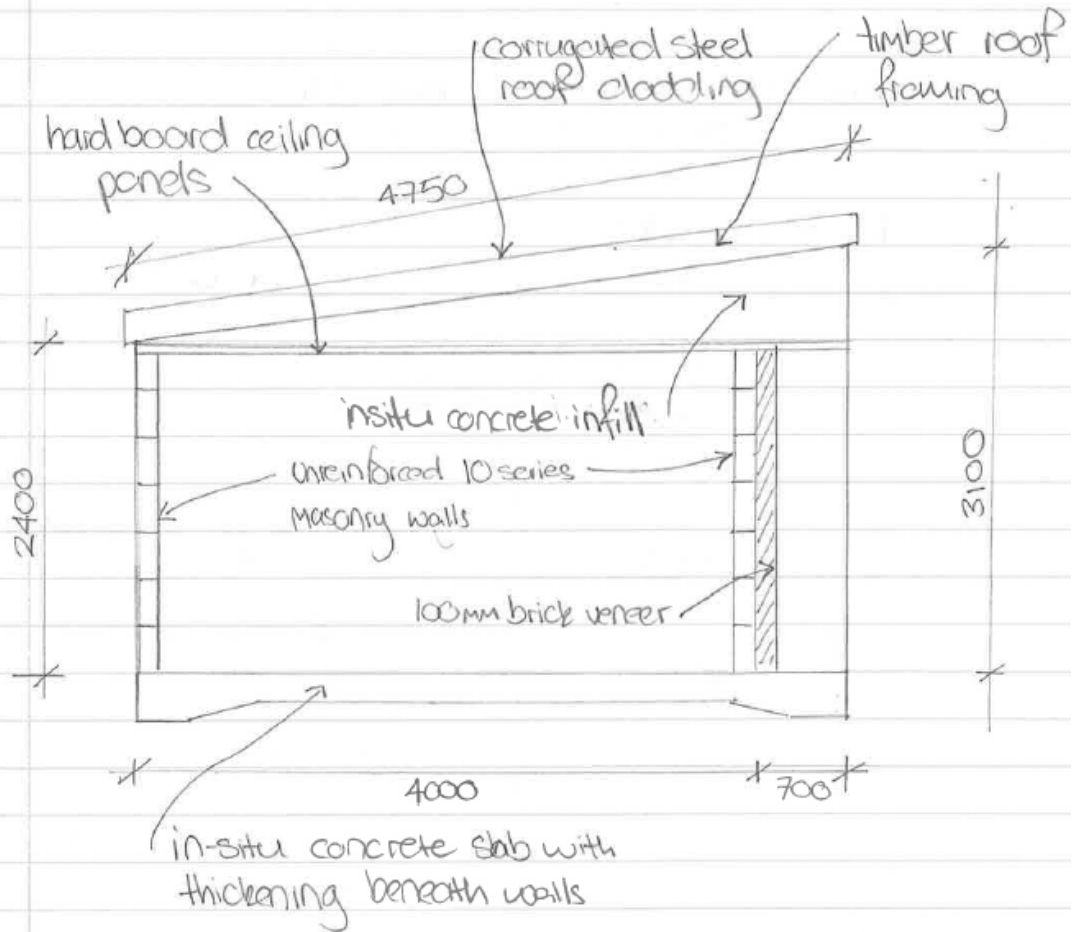 corrugated steel
roof cladding
timber roof
framing
hardboard ceiling
panels
4750
insitu concrete infill
unreinforced 10 series
masonry walls
2400
3100
100mm brick veneer
4000
700
in-situ concrete slab with
thickening beneath walls